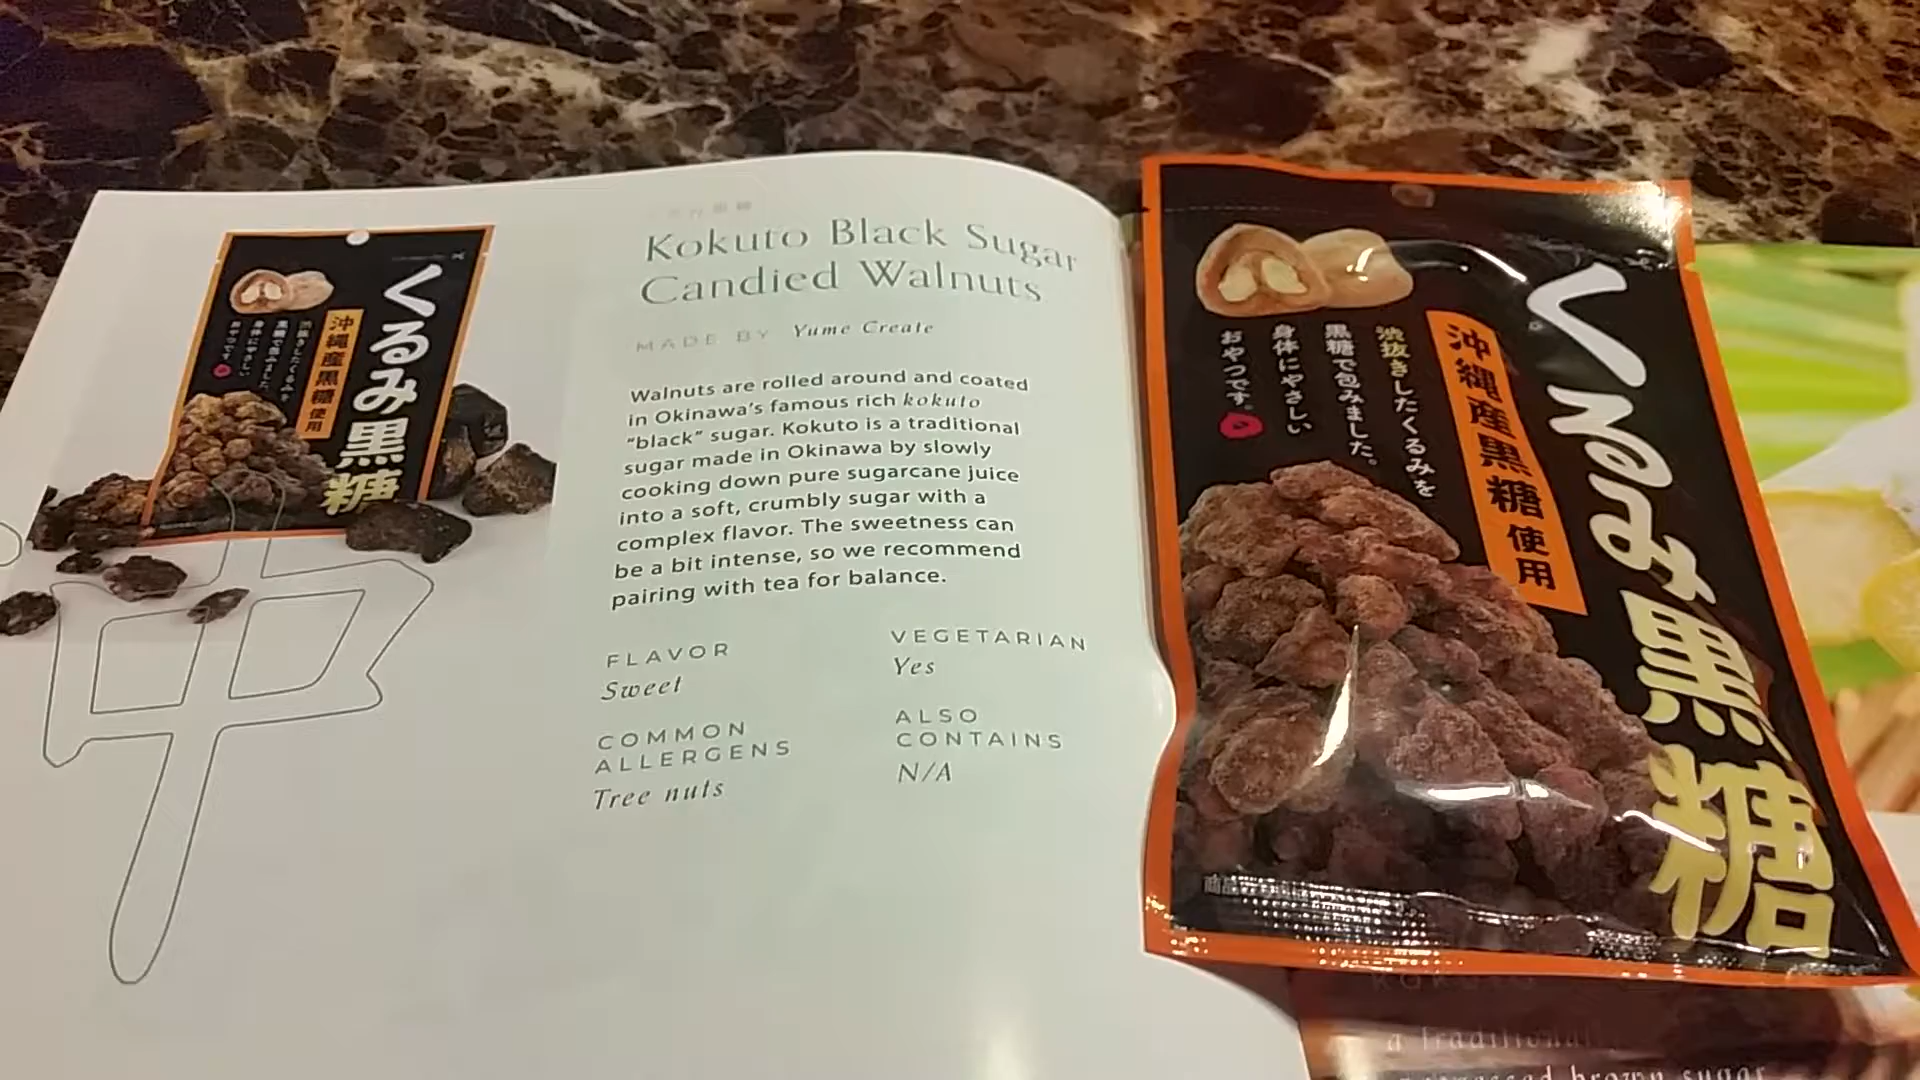 くるみ黒糖
沖縄産黒糖使用
渋抜きしたくるみを
黒糖で包みました。
身体にやさしい
おやつです。
Kokuto Black Sugar
Candied Walnuts
MADE BY Yume Create
Walnuts are rolled around and coated
in Okinawa's famous rich kokuto
"black" sugar. Kokuto is a traditional
sugar made in Okinawa by slowly
cooking down pure sugarcane juice
into a soft, crumbly sugar with a
complex flavor. The sweetness can
be a bit intense, so we recommend
pairing with tea for balance.
FLAVOR
Sweet
VEGETARIAN
Yes
COMMON
ALLERGENS
Tree nuts
ALSO
CONTAINS
N/A
くるみ黒糖
沖縄産黒糖使用
渋抜きしたくるみを
黒糖で包みました。
身体にやさしい
おやつです。
沖
KOKUTO
a traditional
brown sugar